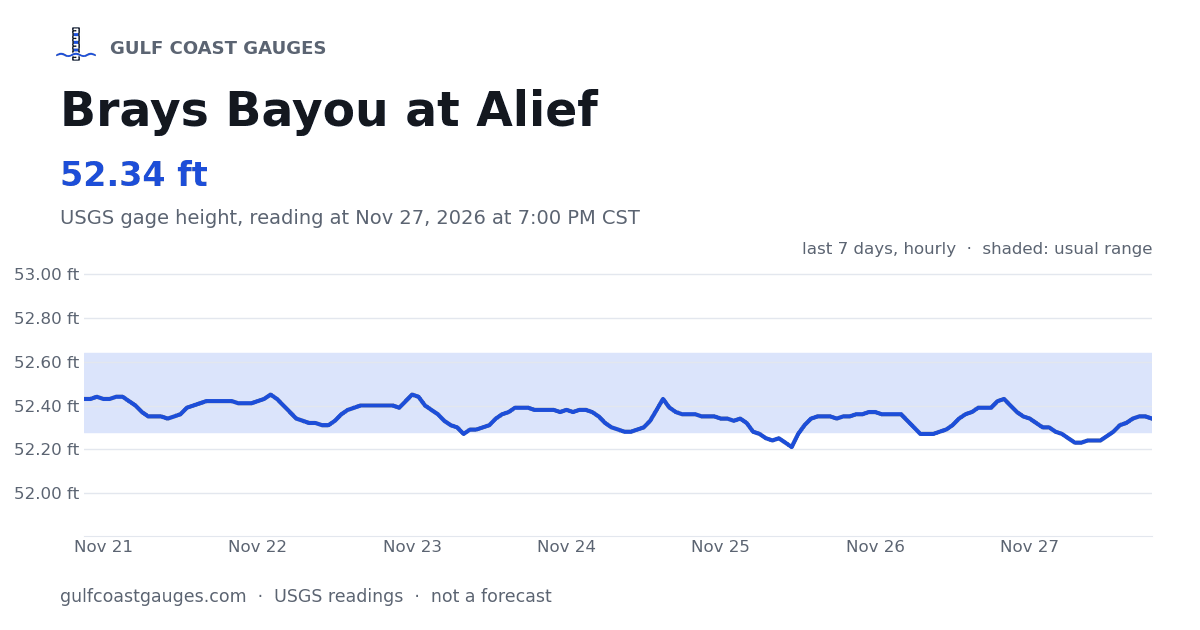 GULF COAST GAUGES
Brays Bayou at Alief
52.34 ft
USGS gage height, reading at Nov 27, 2026 at 7:00 PM CST
last 7 days, hourly · shaded: usual range
53.00 ft
52.80 ft
52.60 ft
52.40 ft
52.20 ft
52.00 ft
Nov 21 Nov 22 Nov 23 Nov 24 Nov 25 Nov 26 Nov 27
gulfcoastgauges.com · USGS readings · not a forecast